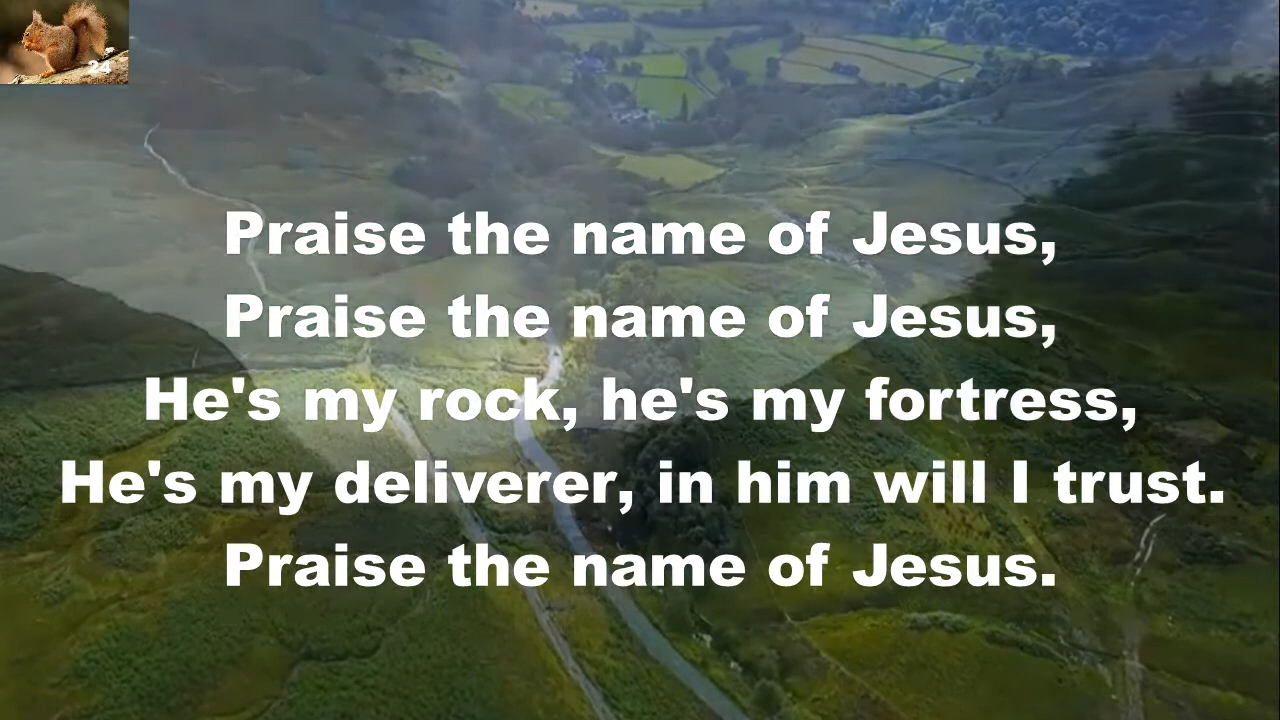 24
Praise the name of Jesus,
Praise the name of Jesus,
He's my rock, he's my fortress,
He's my deliverer, in him will I trust.
Praise the name of Jesus.